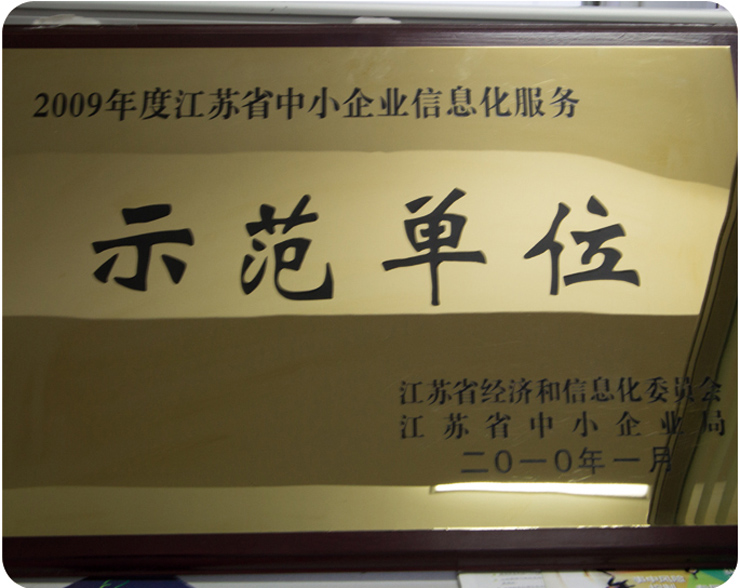 2009年度江苏省中小企业信息化服务
示范单位
江苏省经济和信息化委员会
江苏省中小企业局
二〇一〇年一月